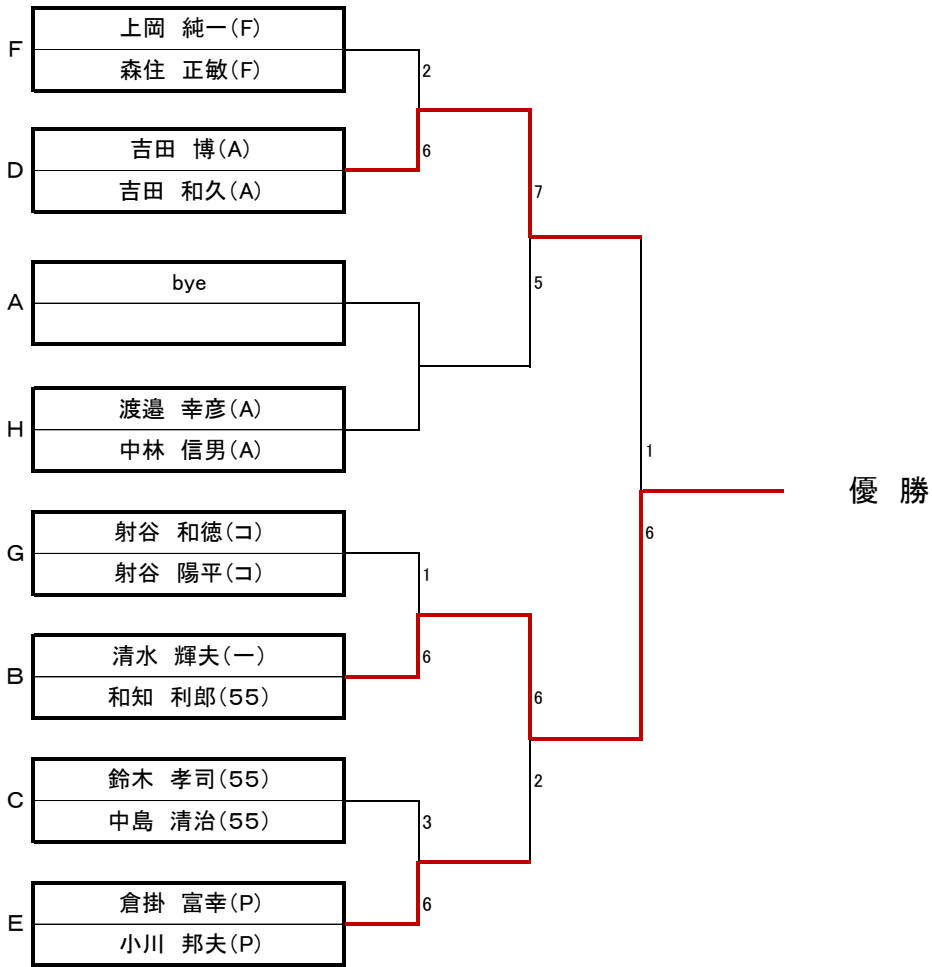 F
上岡　純一(F)
森住　正敏(F)
2
D
吉田　博(A)
吉田　和久(A)
6
7
A
bye
5
H
渡邉　幸彦(A)
中林　信男(A)
1
優　勝
G
射谷　和徳(コ)
射谷　陽平(コ)
1
6
B
清水　輝夫(一)
和知　利郎(55)
6
6
C
鈴木　孝司(55)
中島　清治(55)
2
3
E
倉掛　富幸(P)
小川　邦夫(P)
6